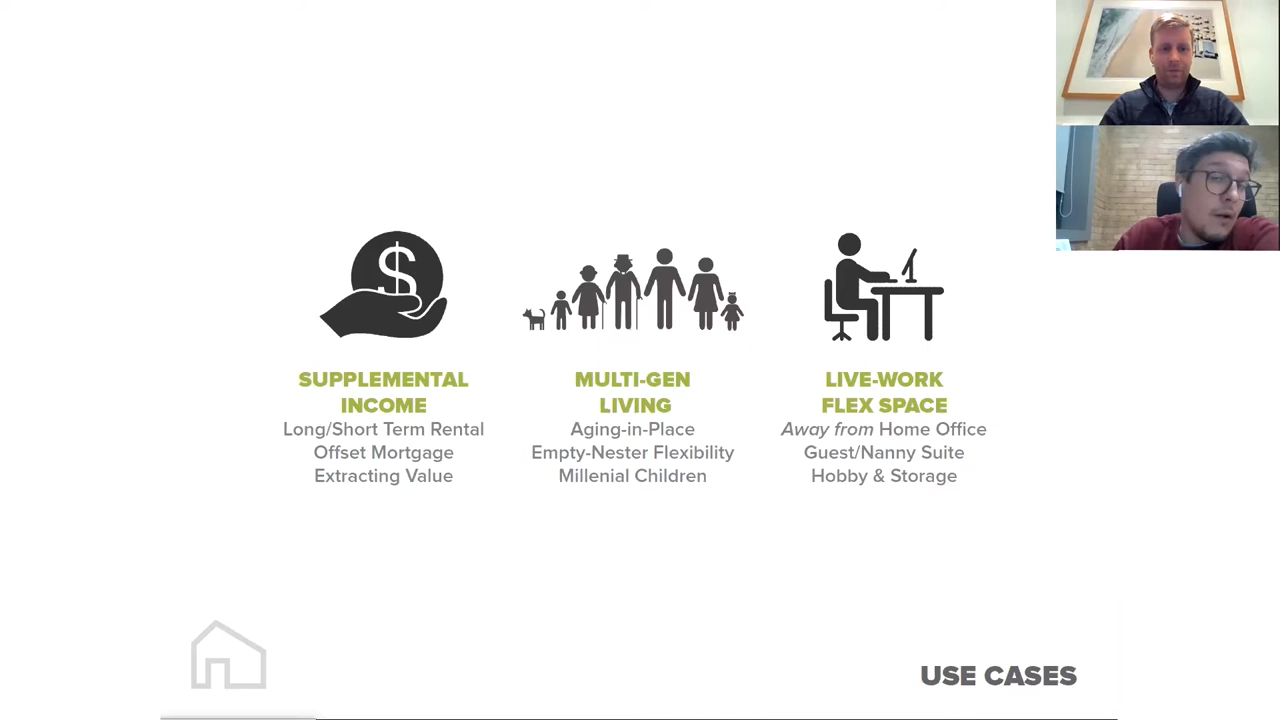 SUPPLEMENTAL
INCOME
Long/Short Term Rental
Offset Mortgage
Extracting Value
MULTI-GEN
LIVING
Aging-in-Place
Empty-Nester Flexibility
Millenial Children
LIVE-WORK
FLEX SPACE
Away from Home Office
Guest/Nanny Suite
Hobby & Storage
USE CASES